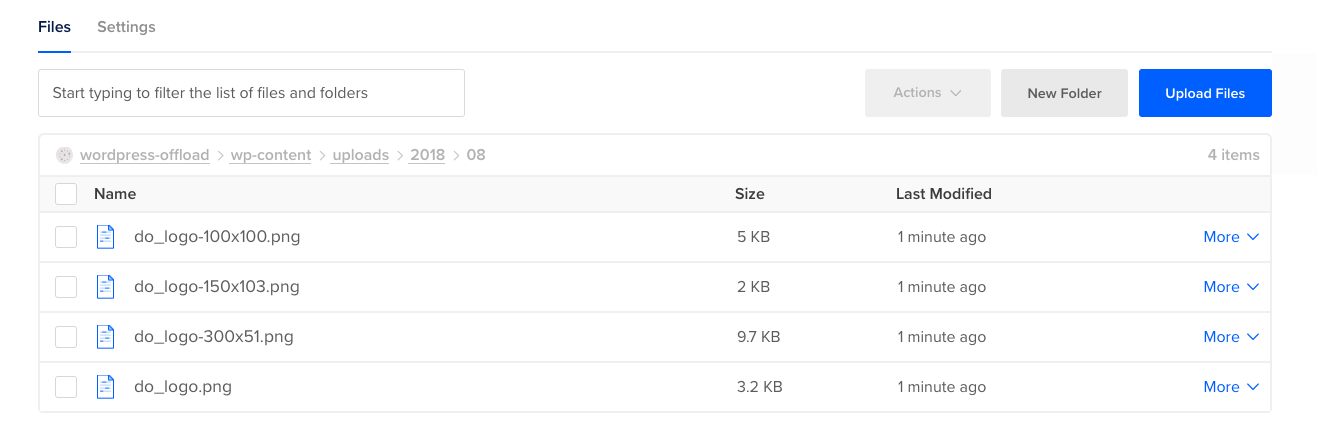 Files Settings
Start typing to filter the list of files and folders Actions New Folder Upload Files
wordpress-offload wp-content uploads 2018 08 4 items
Name Size Last Modified
do_logo-100x100.png 5 KB 1 minute ago More
do_logo-150x103.png 2 KB 1 minute ago More
do_logo-300x51.png 9.7 KB 1 minute ago More
do_logo.png 3.2 KB 1 minute ago More